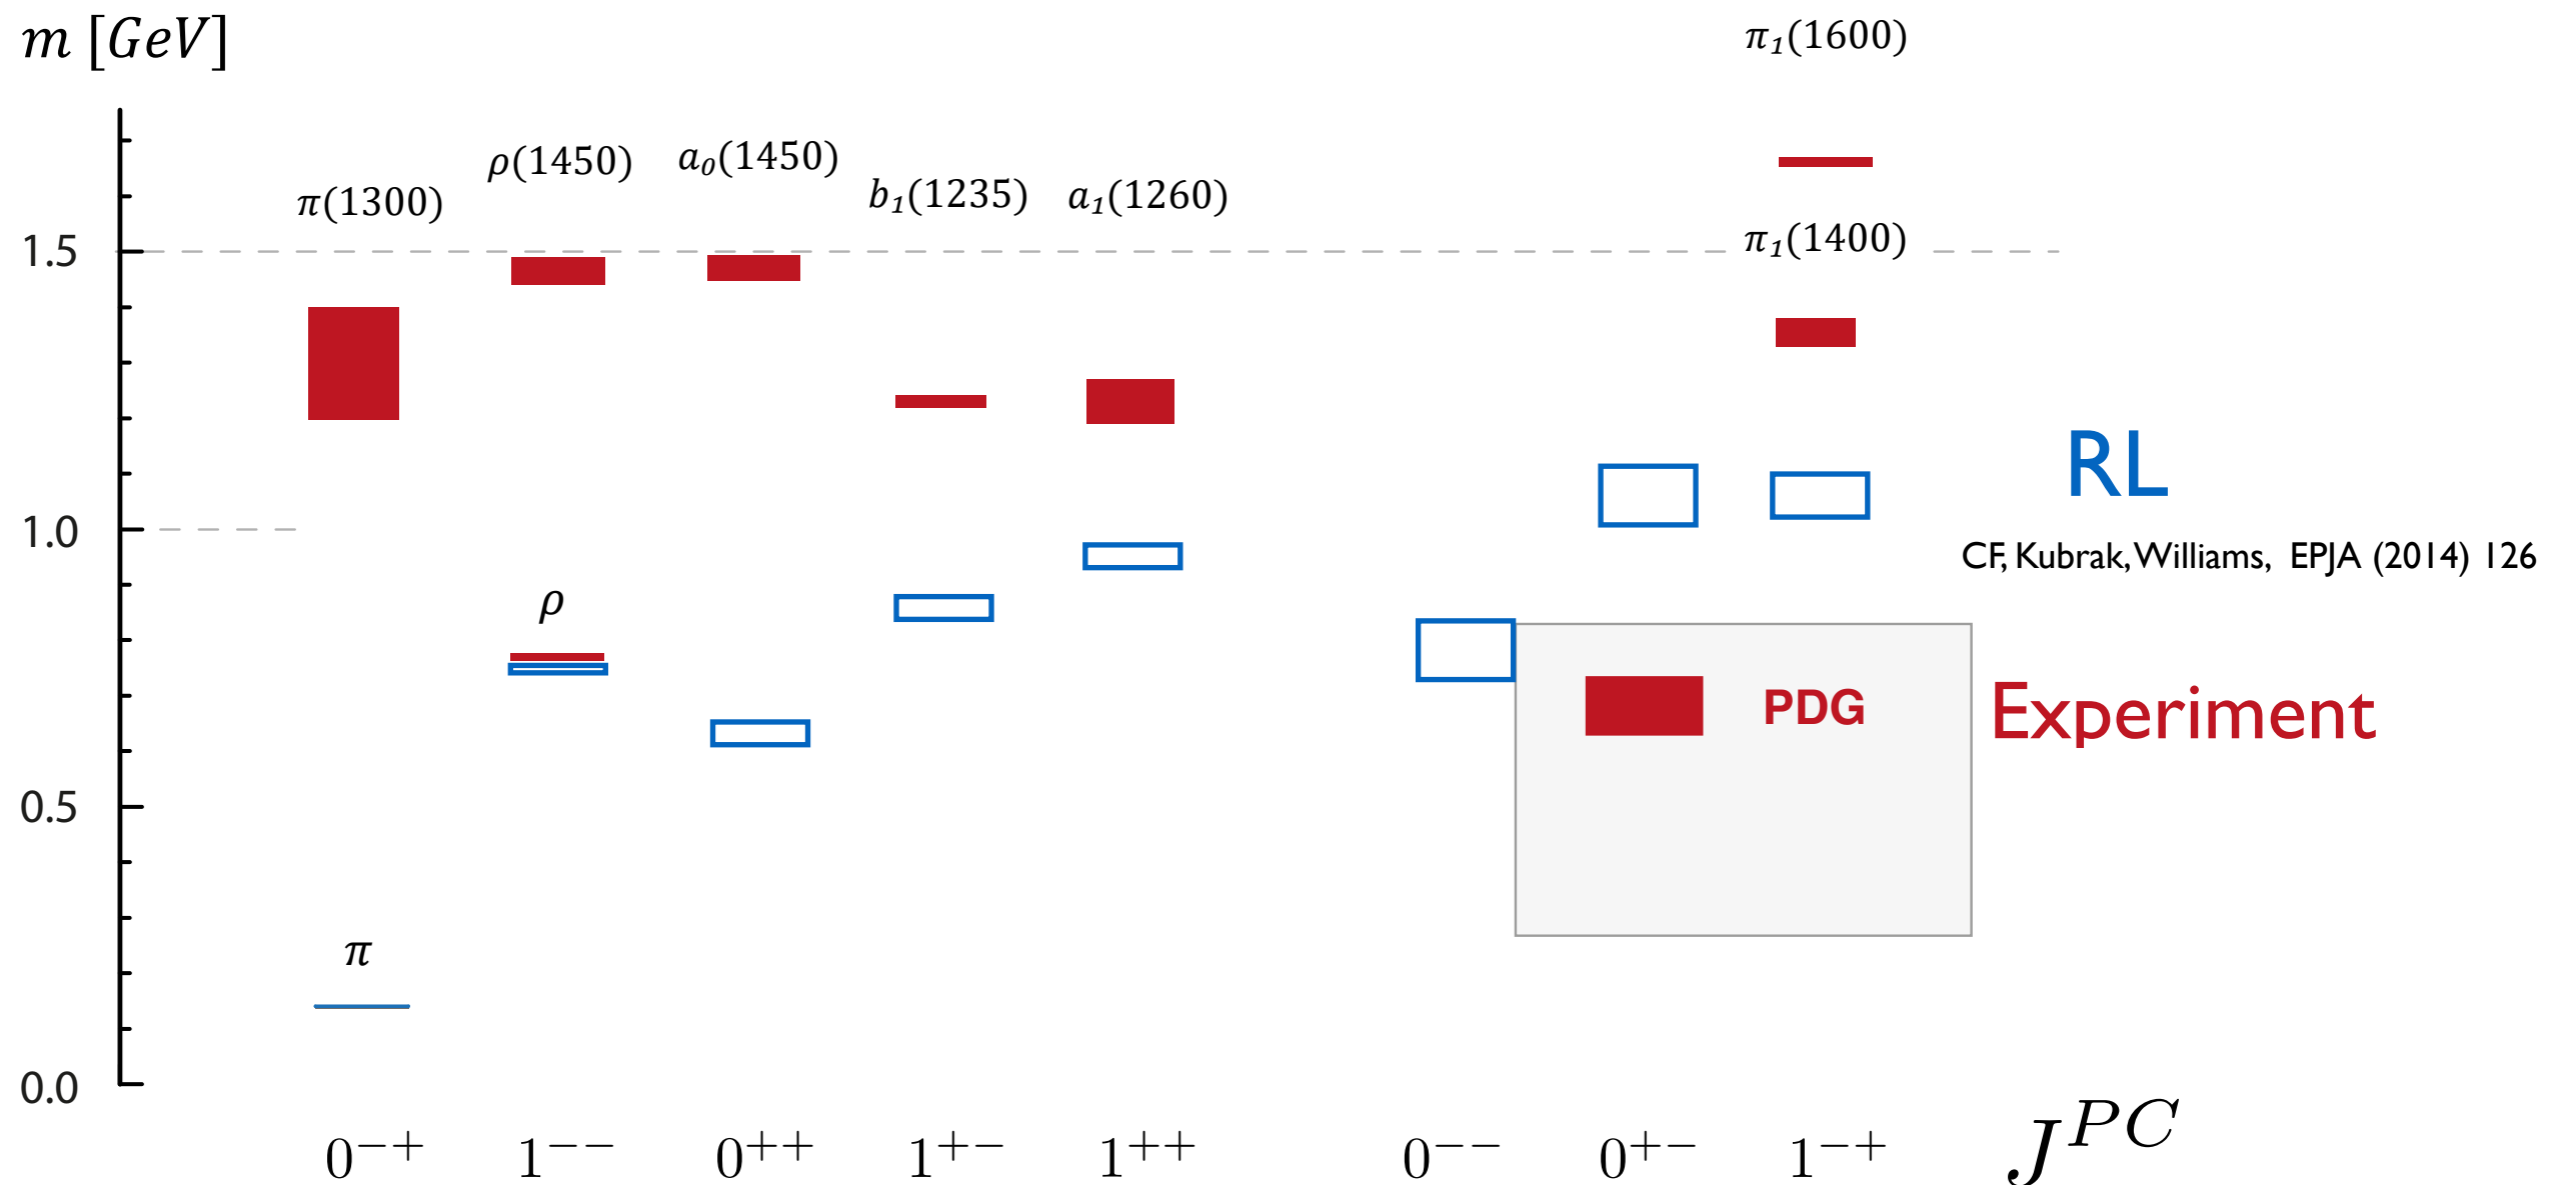 m [GeV]
π₁(1600)
ρ(1450)
a₀(1450)
π(1300)
b₁(1235)
a₁(1260)
1.5
π₁(1400)
RL
1.0
CF, Kubrak, Williams, EPJA (2014) 126
ρ
PDG
Experiment
0.5
π
0.0
0⁻⁺ 1⁻⁻ 0⁺⁺ 1⁺⁻ 1⁺⁺ 0⁻⁻ 0⁺⁻ 1⁻⁺ J^{PC}